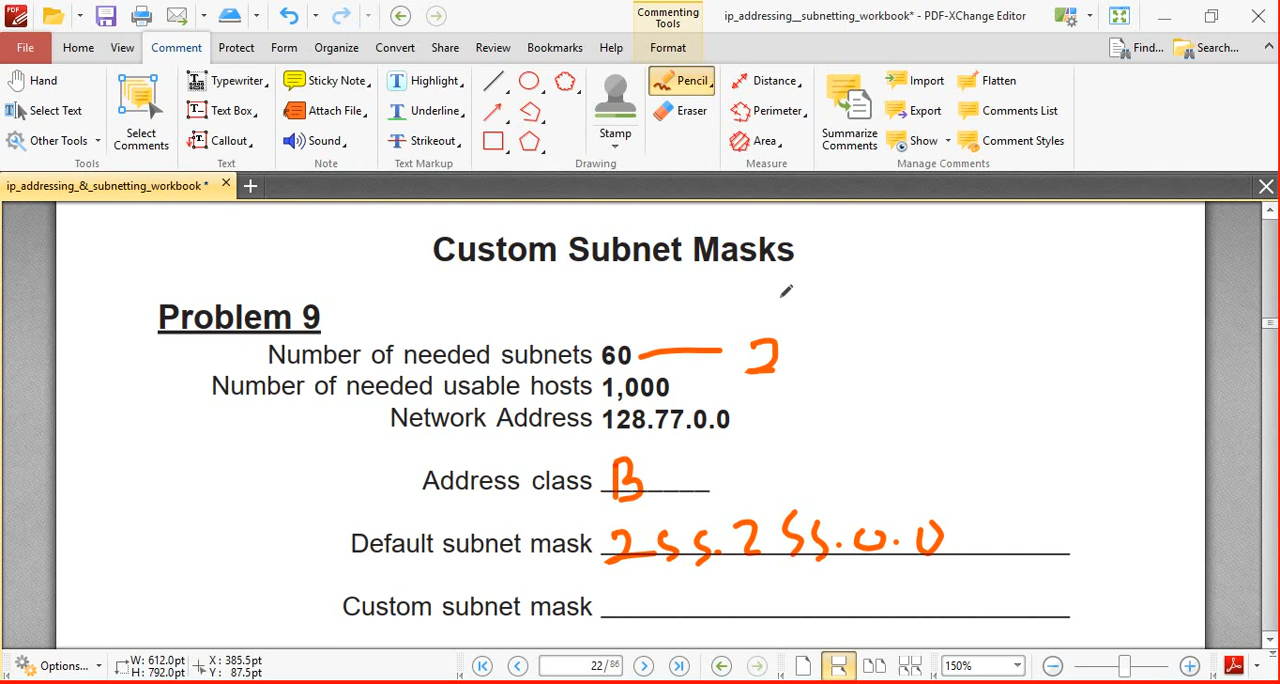 Commenting Tools
ip_addressing__subnetting_workbook* - PDF-XChange Editor
File Home View Comment Protect Form Organize Convert Share Review Bookmarks Help Format Find... Search...
Hand Typewriter Sticky Note Highlight Pencil Distance Import Flatten
Select Text Text Box Attach File Underline Eraser Perimeter Export Comments List
Other Tools Select Comments Callout Sound Strikeout Stamp Area Summarize Comments Show Comment Styles
Tools Text Note Text Markup Drawing Measure Manage Comments
ip_addressing_&_subnetting_workbook *
Custom Subnet Masks
Problem 9
Number of needed subnets 60 — 2
Number of needed usable hosts 1,000
Network Address 128.77.0.0
Address class B
Default subnet mask 255.255.0.0
Custom subnet mask
Options... W: 612.0pt H: 792.0pt X: 385.5pt Y: 87.5pt 22 / 86 150%